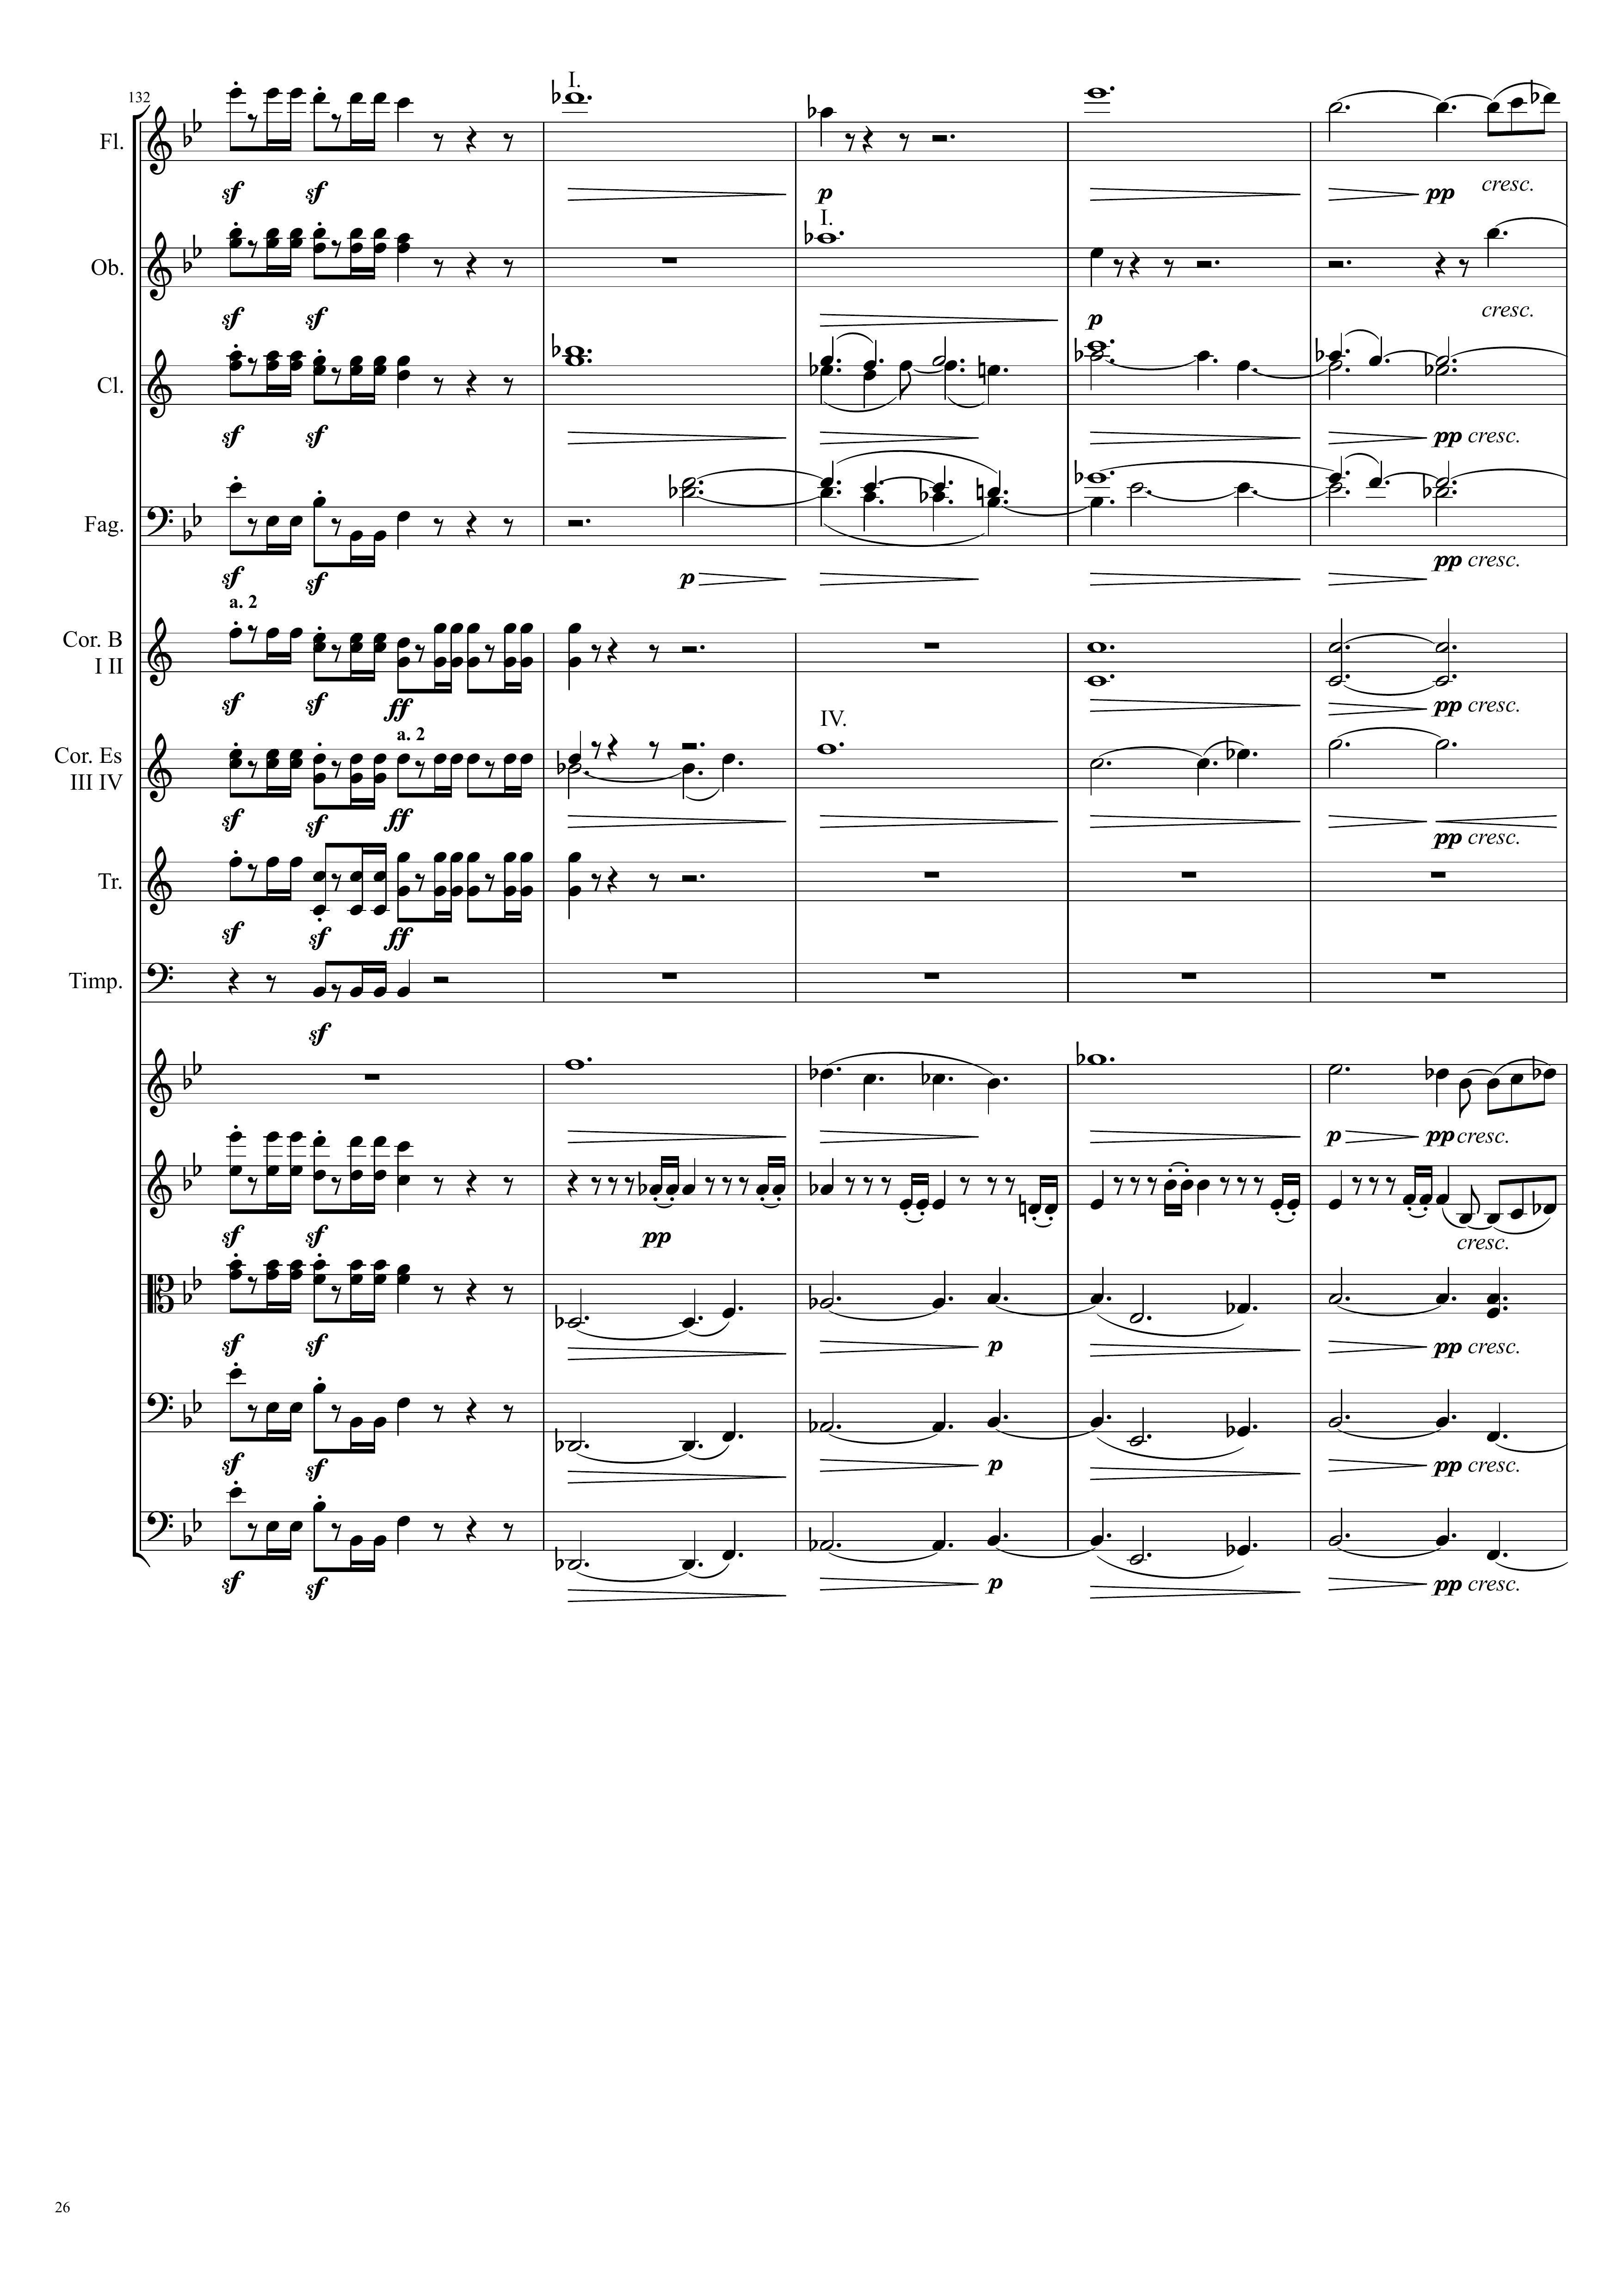 132
I.
Fl.
sf sf p pp cresc.
I.
Ob.
sf sf p cresc.
Cl.
sf sf pp cresc.
Fag.
sf sf p pp cresc.
a. 2
Cor. B
I II
sf sf ff pp cresc.
a. 2 IV.
Cor. Es
III IV
sf sf ff pp cresc.
Tr.
sf sf ff
Timp.
sf
p pp cresc.
sf sf pp cresc.
sf sf p pp cresc.
sf sf p pp cresc.
sf sf p pp cresc.
26